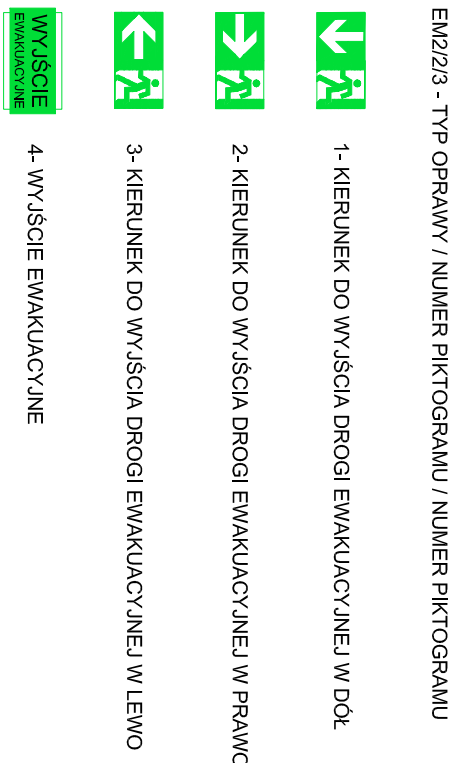 EM2/2/3 - TYP OPRAWY / NUMER PIKTOGRAMU / NUMER PIKTOGRAMU
1- KIERUNEK DO WYJŚCIA DROGI EWAKUACYJNEJ W DÓŁ
2- KIERUNEK DO WYJŚCIA DROGI EWAKUACYJNEJ W PRAWO
3- KIERUNEK DO WYJŚCIA DROGI EWAKUACYJNEJ W LEWO
WYJŚCIE
EWAKUACYJNE
4- WYJŚCIE EWAKUACYJNE